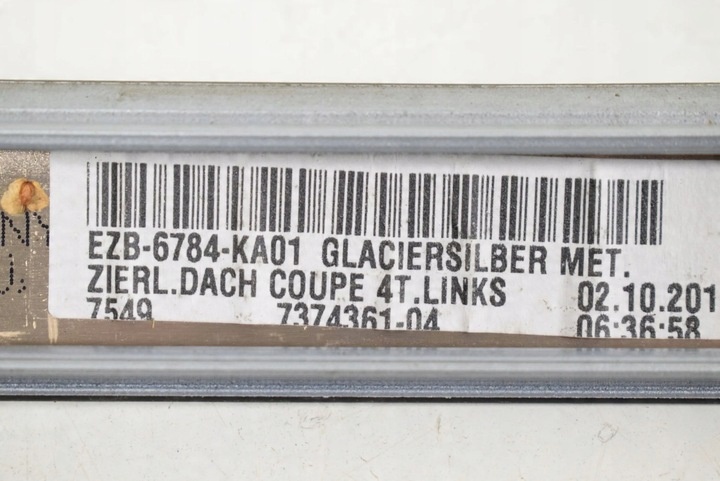 EZB-6784-KA01 GLACIERSILBER MET.
ZIERL.DACH COUPE 4T.LINKS 02.10.201
7549 7374361-04 06:36:58